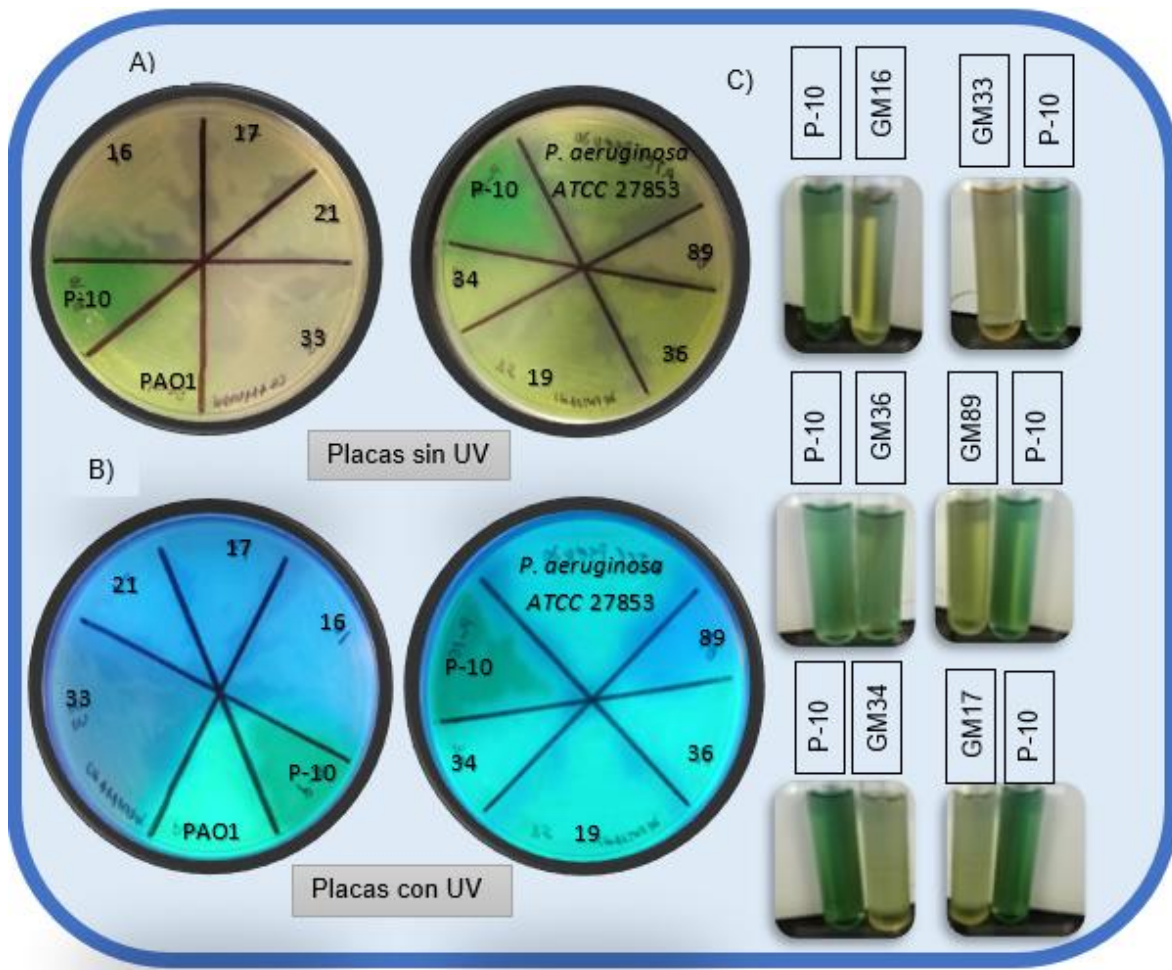 A)
16
17
21
P-10
33
PAO1
P-10
P. aeruginosa
ATCC 27853
34
89
19
36
Placas sin UV
B)
21
17
16
33
P-10
PAO1
P. aeruginosa
ATCC 27853
P-10
89
34
36
19
Placas con UV
C)
P-10
GM16
GM33
P-10
P-10
GM36
GM89
P-10
P-10
GM34
GM17
P-10